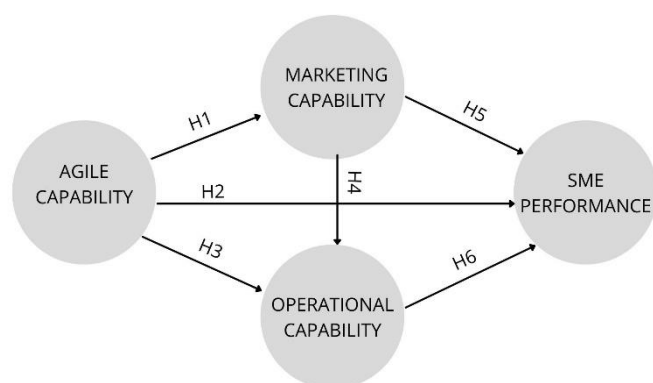 MARKETING
CAPABILITY
H1
H5
AGILE
CAPABILITY
H2
H4
SME
PERFORMANCE
H3
H6
OPERATIONAL
CAPABILITY